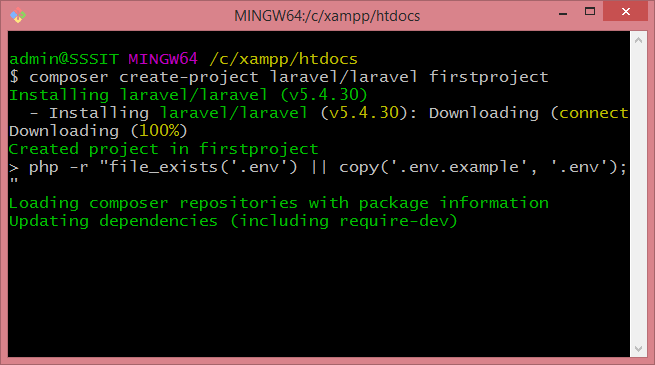 MINGW64:/c/xampp/htdocs
admin@SSSIT MINGW64 /c/xampp/htdocs
$ composer create-project laravel/laravel firstproject
Installing laravel/laravel (v5.4.30)
  - Installing laravel/laravel (v5.4.30): Downloading (connect
Downloading (100%)
Created project in firstproject
> php -r "file_exists('.env') || copy('.env.example', '.env');
"
Loading composer repositories with package information
Updating dependencies (including require-dev)